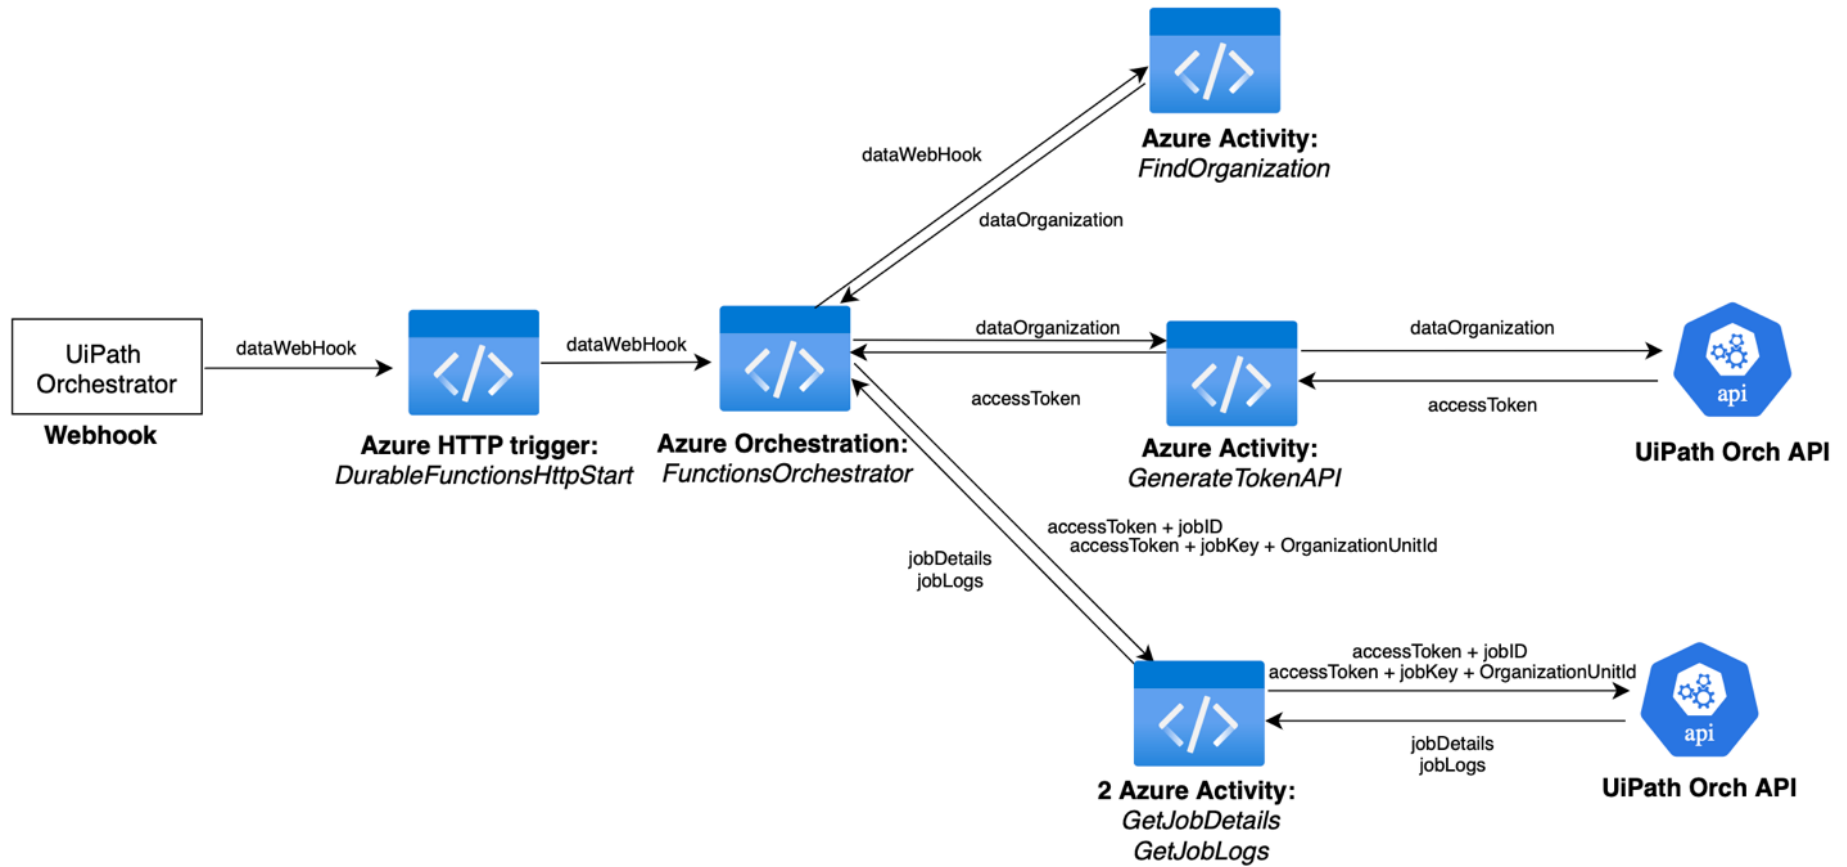 Azure Activity:
FindOrganization
dataWebHook
dataOrganization
UiPath
Orchestrator
Webhook
dataWebHook
Azure HTTP trigger:
DurableFunctionsHttpStart
dataWebHook
Azure Orchestration:
FunctionsOrchestrator
dataOrganization
accessToken
Azure Activity:
GenerateTokenAPI
dataOrganization
accessToken
api
UiPath Orch API
accessToken + jobID
accessToken + jobKey + OrganizationUnitId
jobDetails
jobLogs
2 Azure Activity:
GetJobDetails
GetJobLogs
accessToken + jobID
accessToken + jobKey + OrganizationUnitId
jobDetails
jobLogs
api
UiPath Orch API